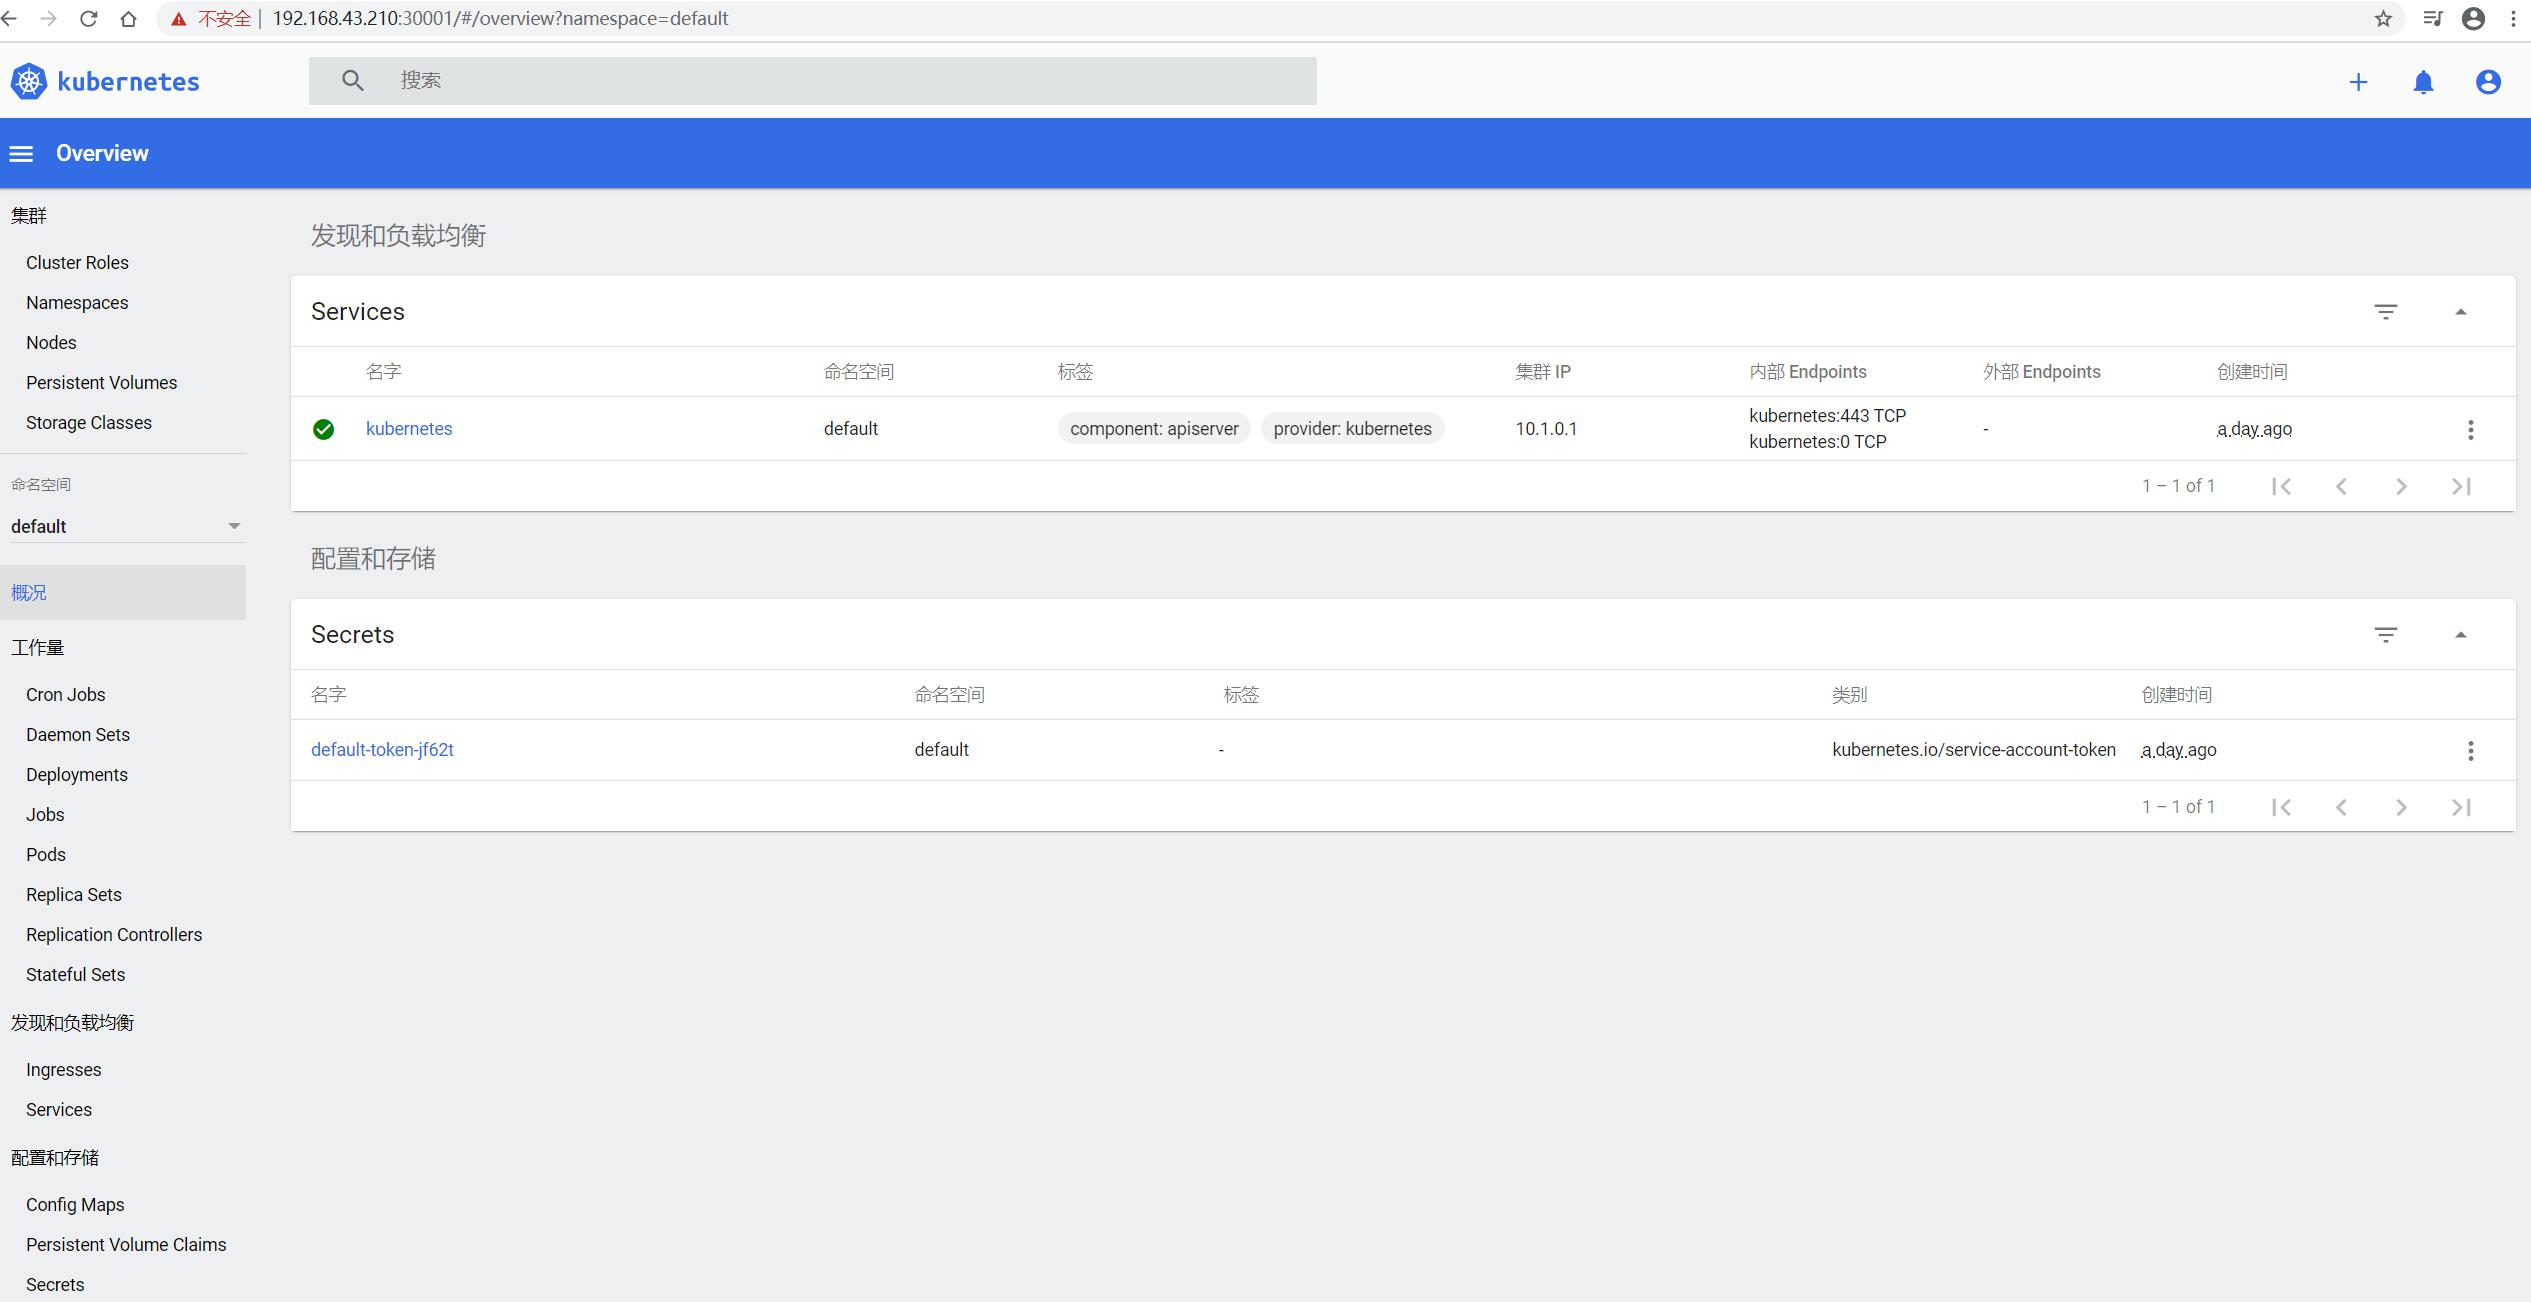 不安全 192.168.43.210:30001/#/overview?namespace=default
kubernetes 搜索
Overview
集群
Cluster Roles
Namespaces
Nodes
Persistent Volumes
Storage Classes
命名空间
default
概况
工作量
Cron Jobs
Daemon Sets
Deployments
Jobs
Pods
Replica Sets
Replication Controllers
Stateful Sets
发现和负载均衡
Ingresses
Services
配置和存储
Config Maps
Persistent Volume Claims
Secrets
发现和负载均衡
Services
名字 命名空间 标签 集群 IP 内部 Endpoints 外部 Endpoints 创建时间
kubernetes default component: apiserver provider: kubernetes 10.1.0.1 kubernetes:443 TCP - a day ago
kubernetes:0 TCP
1 – 1 of 1
配置和存储
Secrets
名字 命名空间 标签 类别 创建时间
default-token-jf62t default - kubernetes.io/service-account-token a day ago
1 – 1 of 1